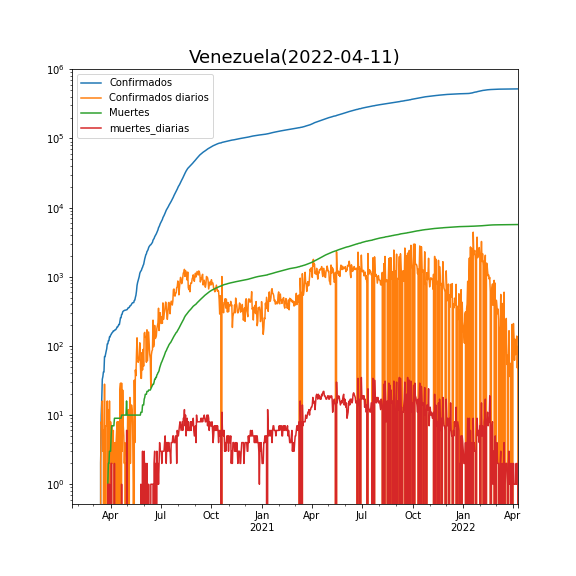 Venezuela(2022-04-11)
Confirmados
Confirmados diarios
Muertes
muertes_diarias
10^6
10^5
10^4
10^3
10^2
10^1
10^0
Apr Jul Oct Jan Apr Jul Oct Jan Apr
2021 2022